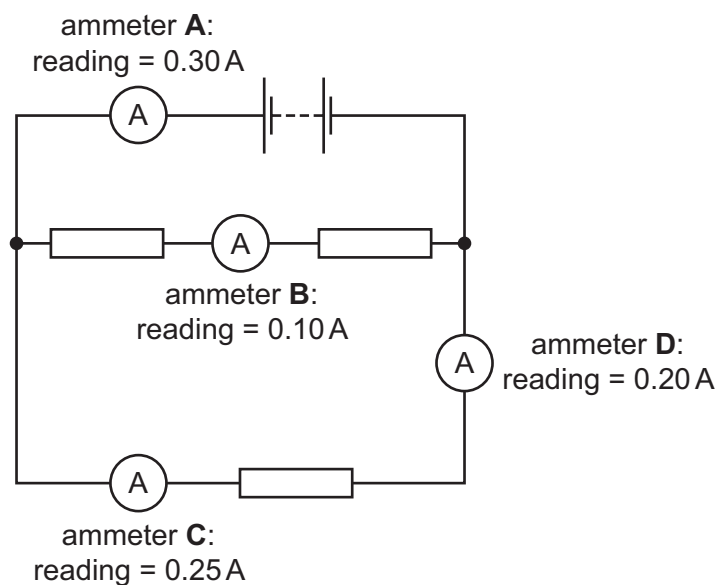 ammeter A:
reading = 0.30 A
A
A
ammeter B:
reading = 0.10 A
A
ammeter D:
reading = 0.20 A
A
ammeter C:
reading = 0.25 A